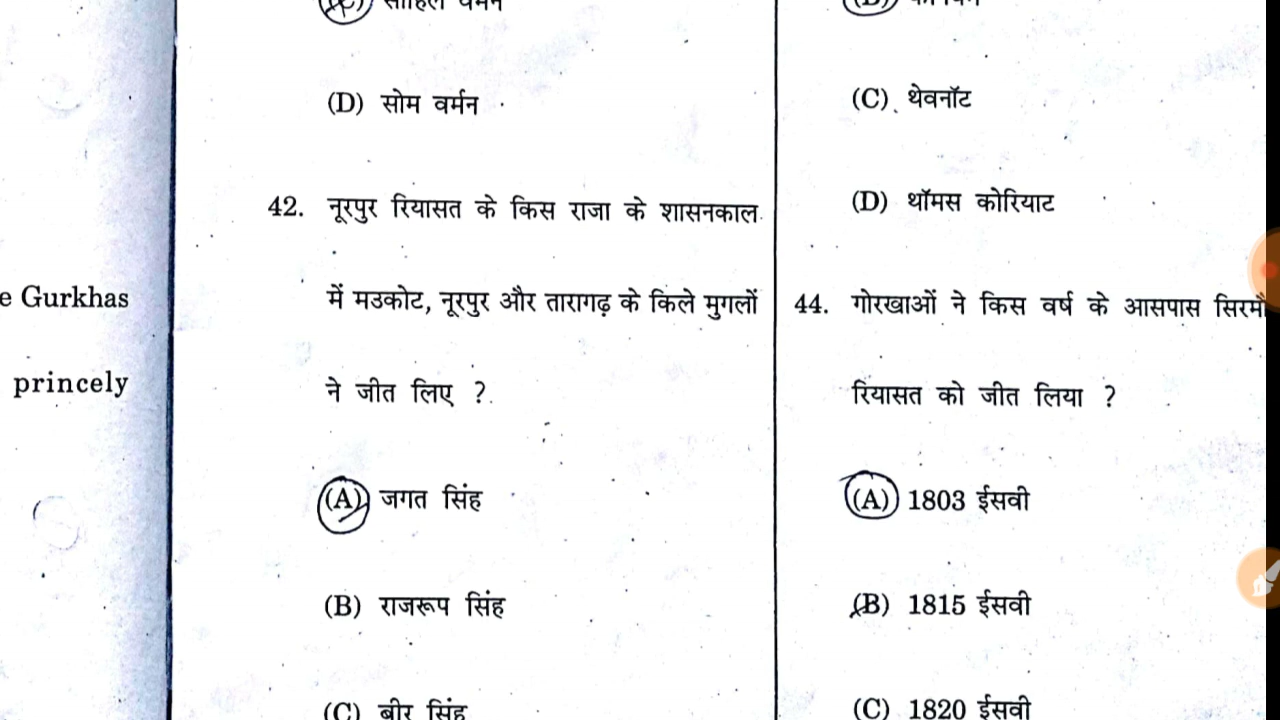 (D) सोम वर्मन
42. नूरपुर रियासत के किस राजा के शासनकाल
में मउकोट, नूरपुर और तारागढ़ के किले मुगलों
ने जीत लिए ?
(A) जगत सिंह
(B) राजरूप सिंह
(C) बीर सिंह
(C) थेवनॉट
(D) थॉमस कोरियाट
44. गोरखाओं ने किस वर्ष के आसपास
रियासत को जीत लिया ?
(A) 1803 ईसवी
(B) 1815 ईसवी
(C) 1820 ईसवी
e Gurkhas
princely